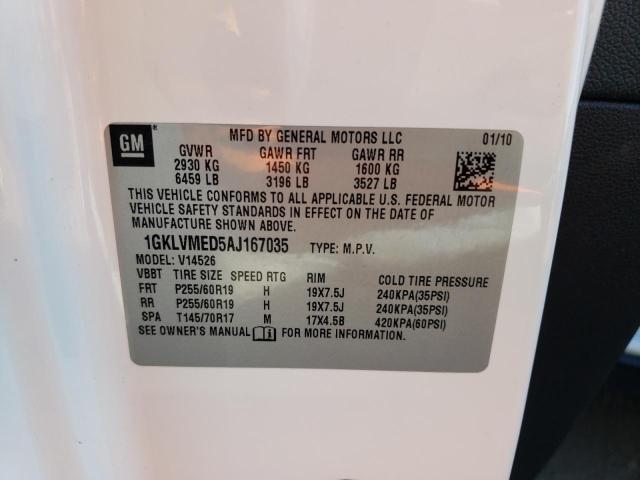 GM MFD BY GENERAL MOTORS LLC 01/10
GVWR GAWR FRT GAWR RR
2930 KG 1450 KG 1600 KG
6459 LB 3196 LB 3527 LB
THIS VEHICLE CONFORMS TO ALL APPLICABLE U.S. FEDERAL MOTOR
VEHICLE SAFETY STANDARDS IN EFFECT ON THE DATE OF
MANUFACTURE SHOWN ABOVE.
1GKLVMED5AJ167035 TYPE: M.P.V.
MODEL: V14526
VBBT TIRE SIZE SPEED RTG RIM COLD TIRE PRESSURE
FRT P255/60R19 H 19X7.5J 240KPA(35PSI)
RR P255/60R19 H 19X7.5J 240KPA(35PSI)
SPA T145/70R17 M 17X4.5B 420KPA(60PSI)
SEE OWNER'S MANUAL FOR MORE INFORMATION.